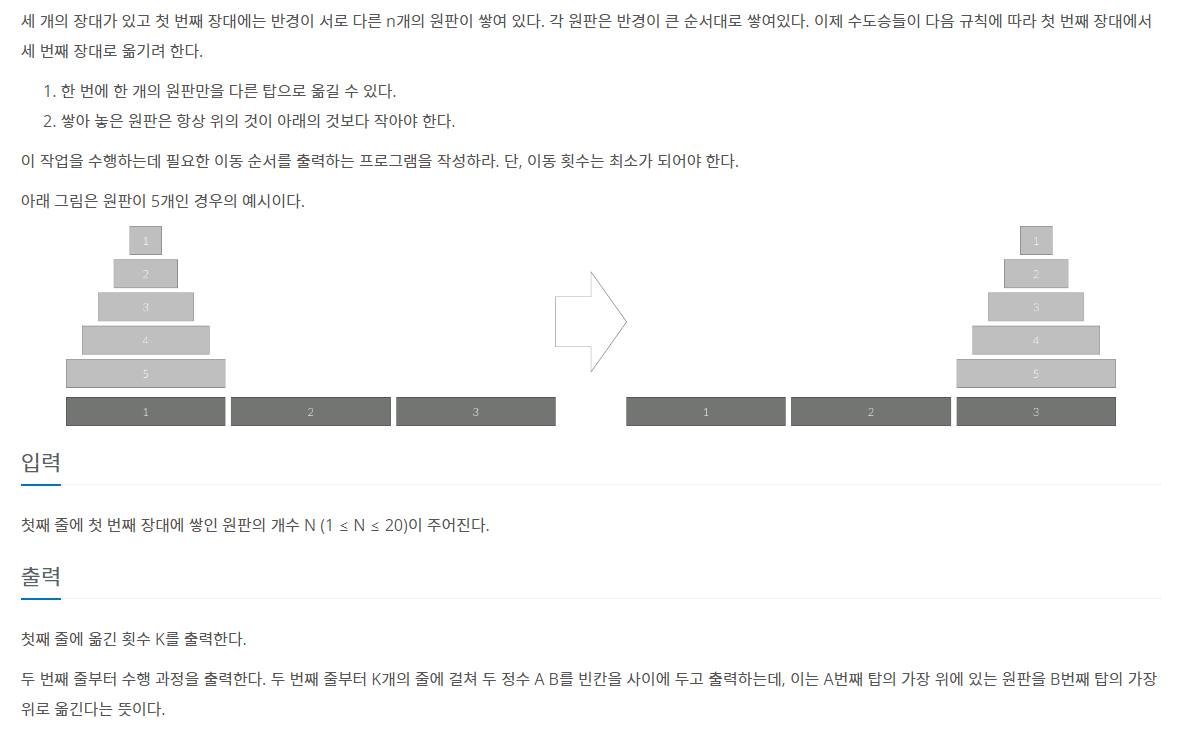 세 개의 장대가 있고 첫 번째 장대에는 반경이 서로 다른 n개의 원판이 쌓여 있다. 각 원판은 반경이 큰 순서대로 쌓여있다. 이제 수도승들이 다음 규칙에 따라 첫 번째 장대에서
세 번째 장대로 옮기려 한다.
1. 한 번에 한 개의 원판만을 다른 탑으로 옮길 수 있다.
2. 쌓아 놓은 원판은 항상 위의 것이 아래의 것보다 작아야 한다.
이 작업을 수행하는데 필요한 이동 순서를 출력하는 프로그램을 작성하라. 단, 이동 횟수는 최소가 되어야 한다.
아래 그림은 원판이 5개인 경우의 예시이다.
1 1
2 2
3 3
4 4
5 5
1 2 3 1 2 3
입력
첫째 줄에 첫 번째 장대에 쌓인 원판의 개수 N (1 ≤ N ≤ 20)이 주어진다.
출력
첫째 줄에 옮긴 횟수 K를 출력한다.
두 번째 줄부터 수행 과정을 출력한다. 두 번째 줄부터 K개의 줄에 걸쳐 두 정수 A B를 빈칸을 사이에 두고 출력하는데, 이는 A번째 탑의 가장 위에 있는 원판을 B번째 탑의 가장
위로 옮긴다는 뜻이다.